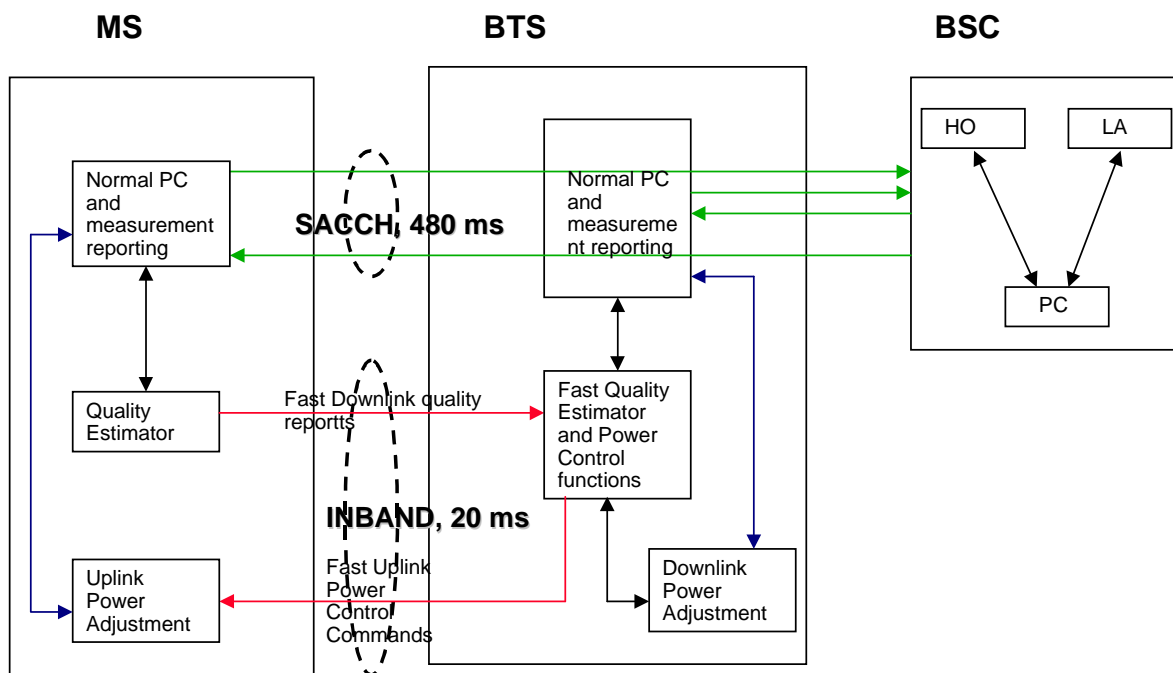 MS
BTS
BSC
HO
LA
Normal PC
and
measurement
reporting
Normal PC
and
measureme
nt reporting
SACCH, 480 ms
PC
Quality
Estimator
Fast Downlink quality
reportts
Fast Quality
Estimator
and Power
Control
functions
INBAND, 20 ms
Uplink
Power
Adjustment
Fast Uplink
Power
Control
Commands
Downlink
Power
Adjustment